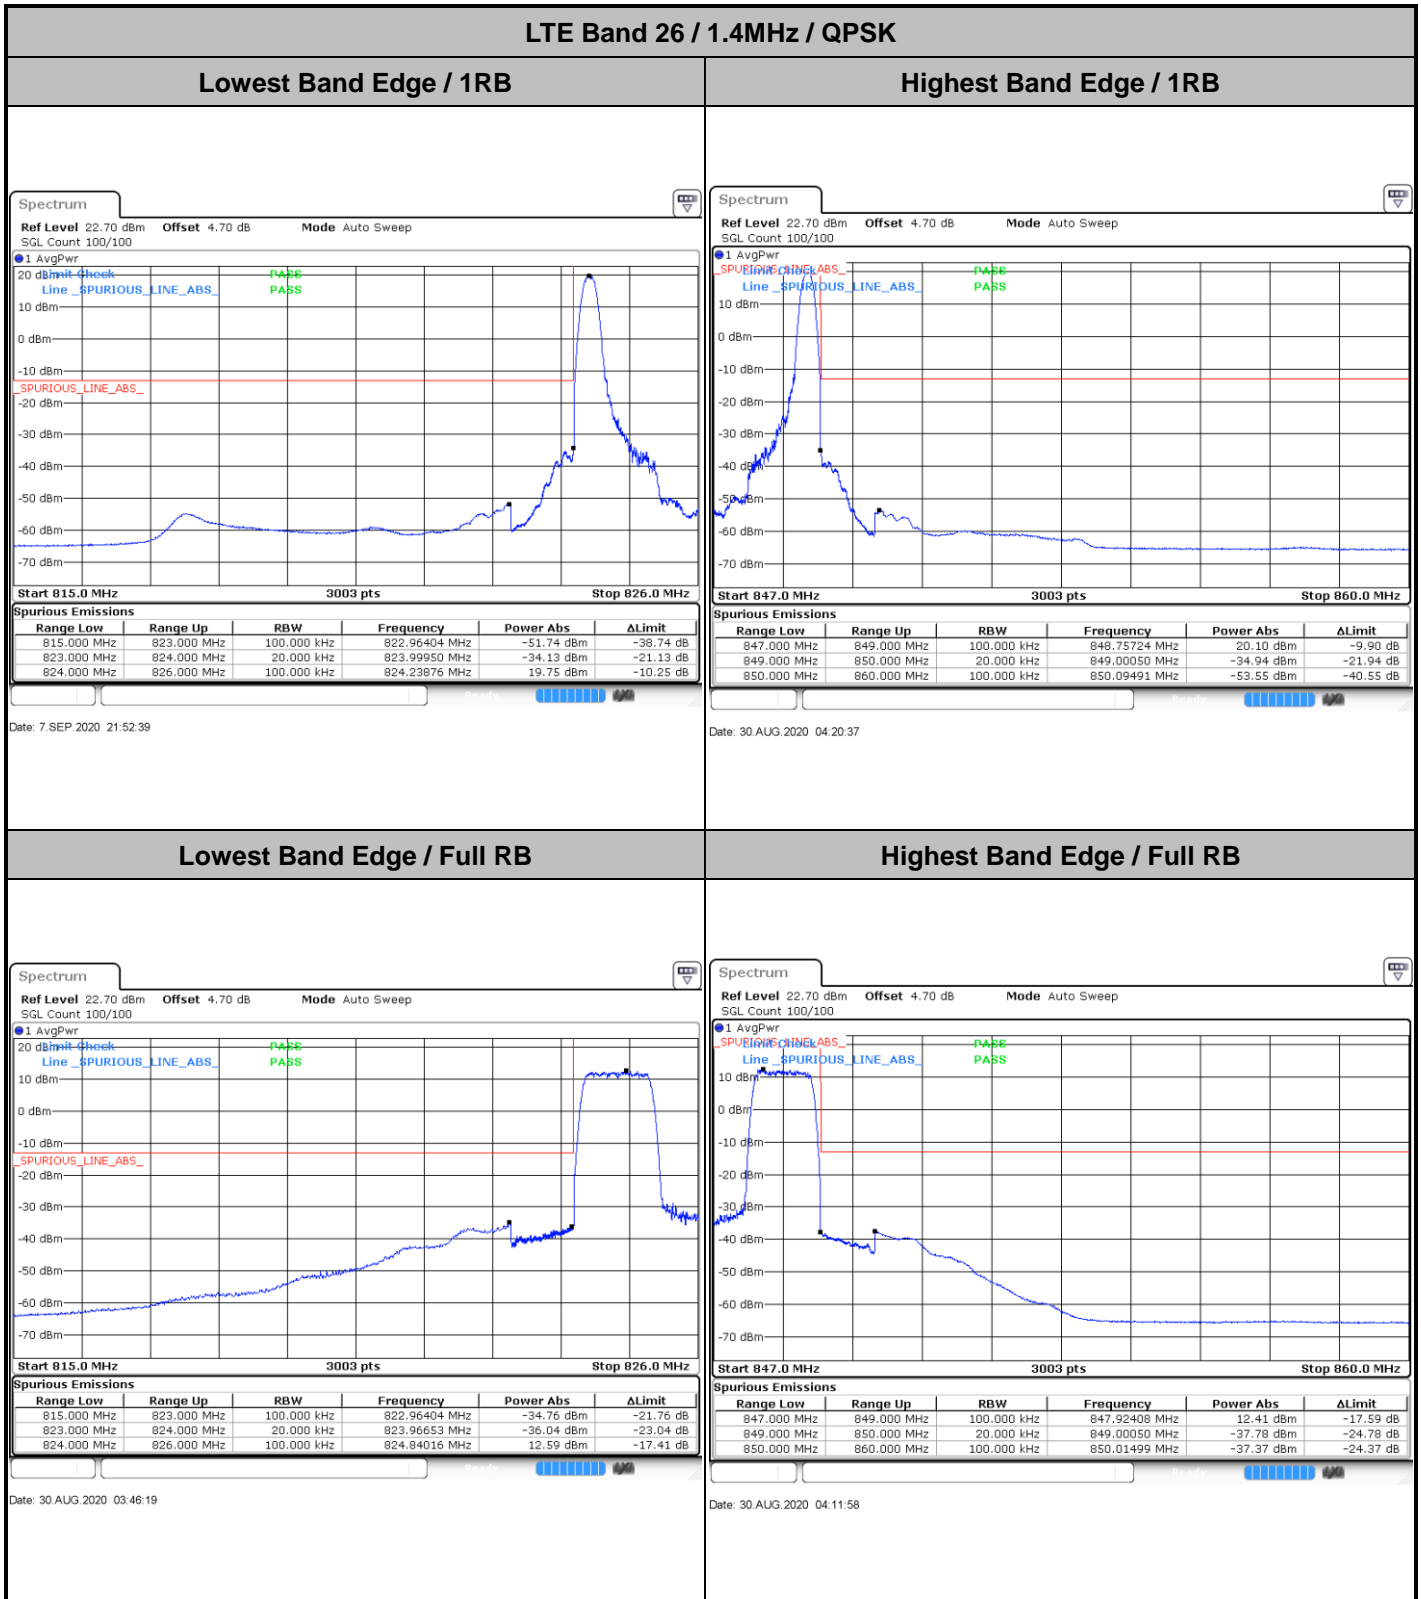 LTE Band 26 / 1.4MHz / QPSK
Lowest Band Edge / 1RB
Highest Band Edge / 1RB
Spectrum
Ref Level 22.70 dBm Offset 4.70 dB Mode Auto Sweep
SGL Count 100/100
1 AvgPwr
20 dBm
Limit Check PASS
Line _SPURIOUS_LINE_ABS_ PASS
10 dBm
0 dBm
-10 dBm
_SPURIOUS_LINE_ABS_
-20 dBm
-30 dBm
-40 dBm
-50 dBm
-60 dBm
-70 dBm
Start 815.0 MHz 3003 pts Stop 826.0 MHz
Spurious Emissions
Range Low Range Up RBW Frequency Power Abs ΔLimit
815.000 MHz 823.000 MHz 100.000 kHz 822.96404 MHz -51.74 dBm -38.74 dB
823.000 MHz 824.000 MHz 20.000 kHz 823.99950 MHz -34.13 dBm -21.13 dB
824.000 MHz 826.000 MHz 100.000 kHz 824.23876 MHz 19.75 dBm -10.25 dB
Ready
Date: 7.SEP.2020 21:52:39
Spectrum
Ref Level 22.70 dBm Offset 4.70 dB Mode Auto Sweep
SGL Count 100/100
1 AvgPwr
_SPURIOUS_LINE_ABS_
Limit Check PASS
Line _SPURIOUS_LINE_ABS_ PASS
10 dBm
0 dBm
-10 dBm
-20 dBm
-30 dBm
-40 dBm
-50 dBm
-60 dBm
-70 dBm
Start 847.0 MHz 3003 pts Stop 860.0 MHz
Spurious Emissions
Range Low Range Up RBW Frequency Power Abs ΔLimit
847.000 MHz 849.000 MHz 100.000 kHz 848.75724 MHz 20.10 dBm -9.90 dB
849.000 MHz 850.000 MHz 20.000 kHz 849.00050 MHz -34.94 dBm -21.94 dB
850.000 MHz 860.000 MHz 100.000 kHz 850.09491 MHz -53.55 dBm -40.55 dB
Ready
Date: 30.AUG.2020 04:20:37
Lowest Band Edge / Full RB
Highest Band Edge / Full RB
Spectrum
Ref Level 22.70 dBm Offset 4.70 dB Mode Auto Sweep
SGL Count 100/100
1 AvgPwr
20 dBm
Limit Check PASS
Line _SPURIOUS_LINE_ABS_ PASS
10 dBm
0 dBm
-10 dBm
_SPURIOUS_LINE_ABS_
-20 dBm
-30 dBm
-40 dBm
-50 dBm
-60 dBm
-70 dBm
Start 815.0 MHz 3003 pts Stop 826.0 MHz
Spurious Emissions
Range Low Range Up RBW Frequency Power Abs ΔLimit
815.000 MHz 823.000 MHz 100.000 kHz 822.96404 MHz -34.76 dBm -21.76 dB
823.000 MHz 824.000 MHz 20.000 kHz 823.96653 MHz -36.04 dBm -23.04 dB
824.000 MHz 826.000 MHz 100.000 kHz 824.84016 MHz 12.59 dBm -17.41 dB
Ready
Date: 30.AUG.2020 03:46:19
Spectrum
Ref Level 22.70 dBm Offset 4.70 dB Mode Auto Sweep
SGL Count 100/100
1 AvgPwr
_SPURIOUS_LINE_ABS_
Limit Check PASS
Line _SPURIOUS_LINE_ABS_ PASS
10 dBm
0 dBm
-10 dBm
-20 dBm
-30 dBm
-40 dBm
-50 dBm
-60 dBm
-70 dBm
Start 847.0 MHz 3003 pts Stop 860.0 MHz
Spurious Emissions
Range Low Range Up RBW Frequency Power Abs ΔLimit
847.000 MHz 849.000 MHz 100.000 kHz 847.92408 MHz 12.41 dBm -17.59 dB
849.000 MHz 850.000 MHz 20.000 kHz 849.00050 MHz -37.78 dBm -24.78 dB
850.000 MHz 860.000 MHz 100.000 kHz 850.01499 MHz -37.37 dBm -24.37 dB
Ready
Date: 30.AUG.2020 04:11:58